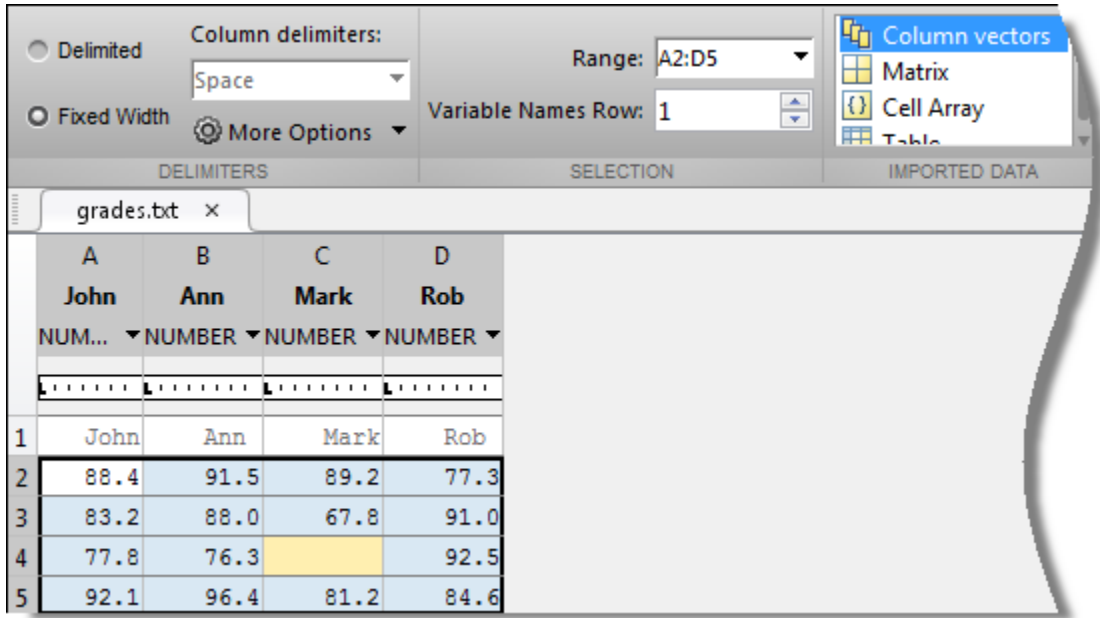 Delimited
Column delimiters:
Space
Fixed Width
More Options
DELIMITERS
Range: A2:D5
Variable Names Row: 1
SELECTION
Column vectors
Matrix
Cell Array
Table
IMPORTED DATA
grades.txt ×
A B C D
John Ann Mark Rob
NUM... NUMBER NUMBER NUMBER
1 John Ann Mark Rob
2 88.4 91.5 89.2 77.3
3 83.2 88.0 67.8 91.0
4 77.8 76.3 92.5
5 92.1 96.4 81.2 84.6